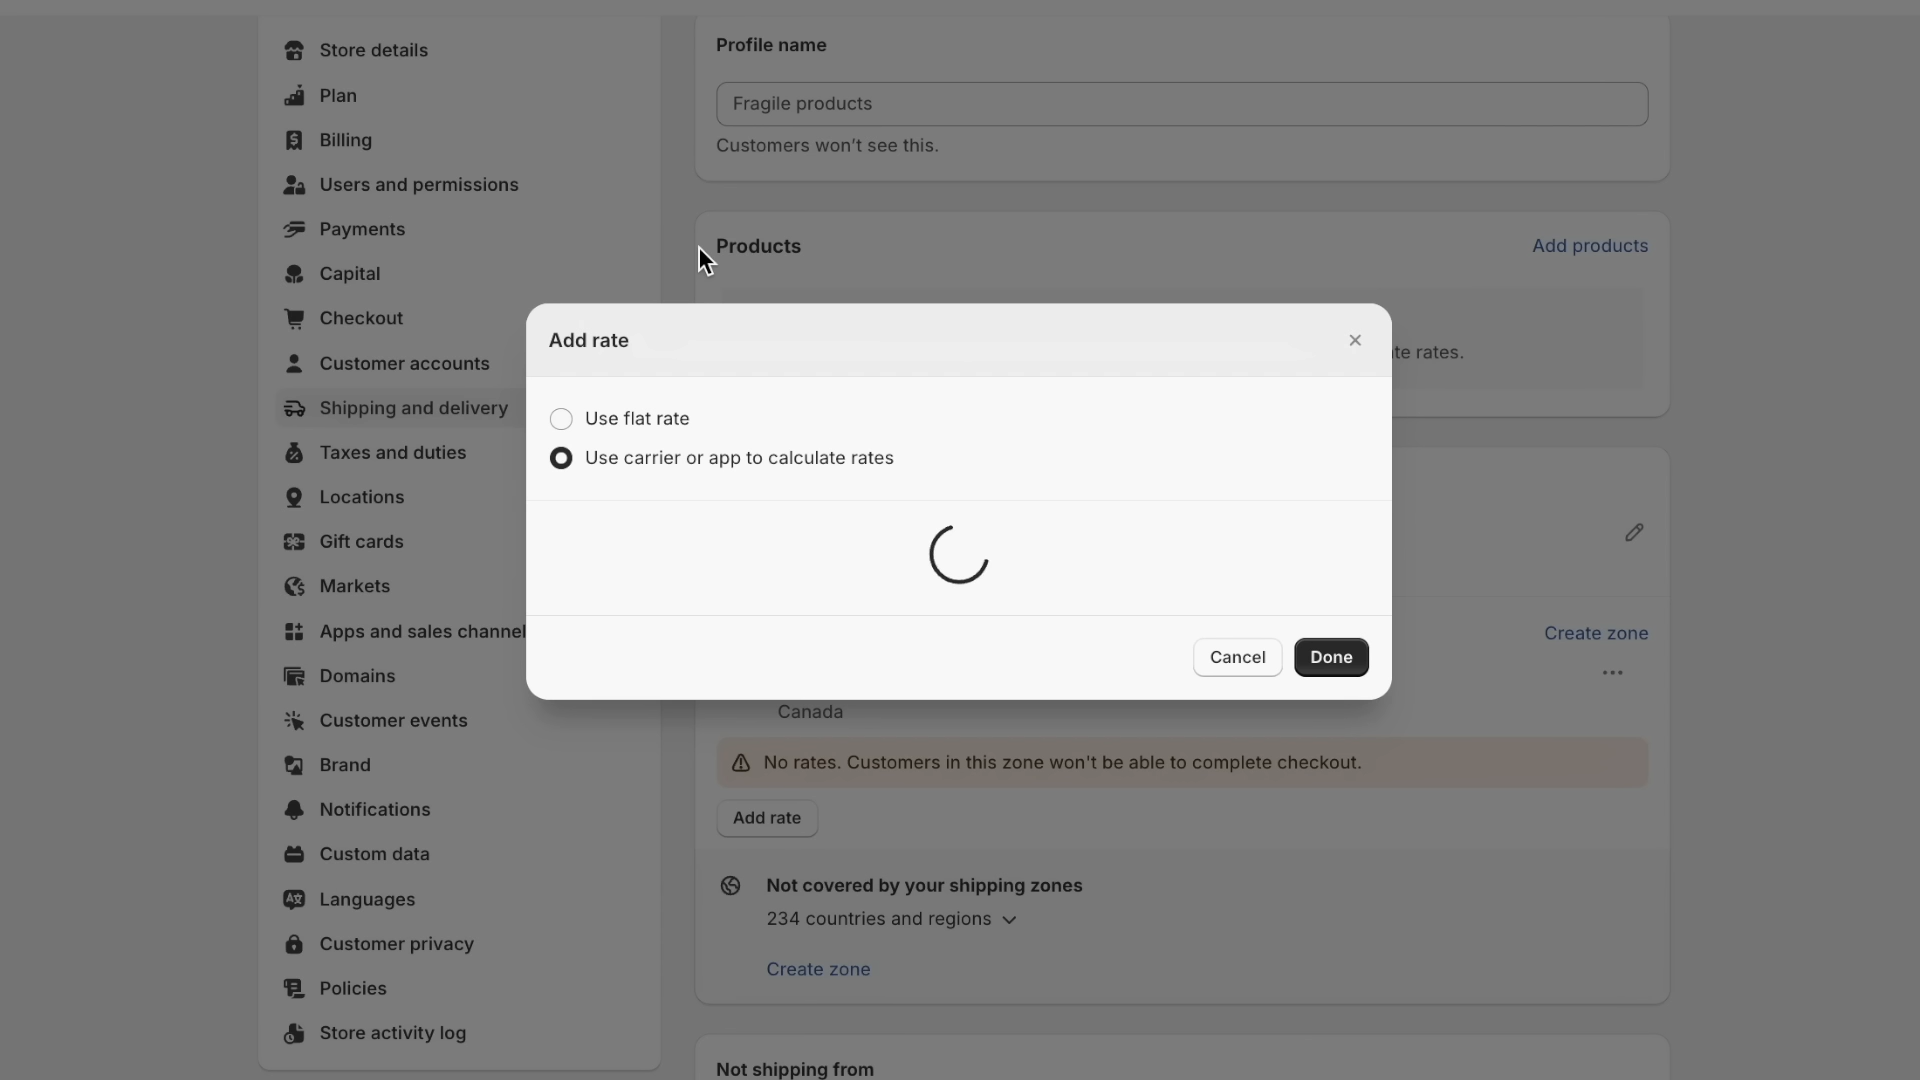 Store details
Plan
Billing
Users and permissions
Payments
Capital
Checkout
Customer accounts
Shipping and delivery
Taxes and duties
Locations
Gift cards
Markets
Apps and sales channel
Domains
Customer events
Brand
Notifications
Custom data
Languages
Customer privacy
Policies
Store activity log
Profile name
Fragile products
Customers won’t see this.
Products
Add products
rates.
Add rate
Use flat rate
Use carrier or app to calculate rates
Cancel
Done
Create zone
Canada
No rates. Customers in this zone won't be able to complete checkout.
Add rate
Not covered by your shipping zones
234 countries and regions
Create zone
Not shipping from